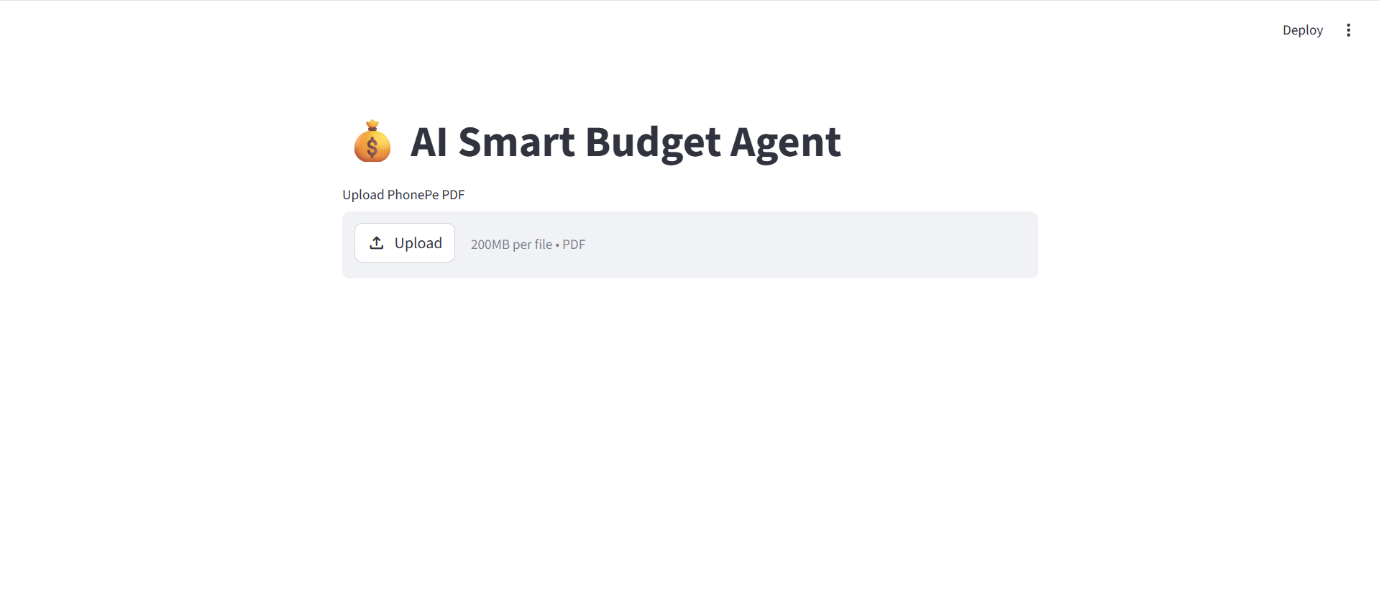 Deploy
AI Smart Budget Agent
Upload PhonePe PDF
Upload 200MB per file • PDF